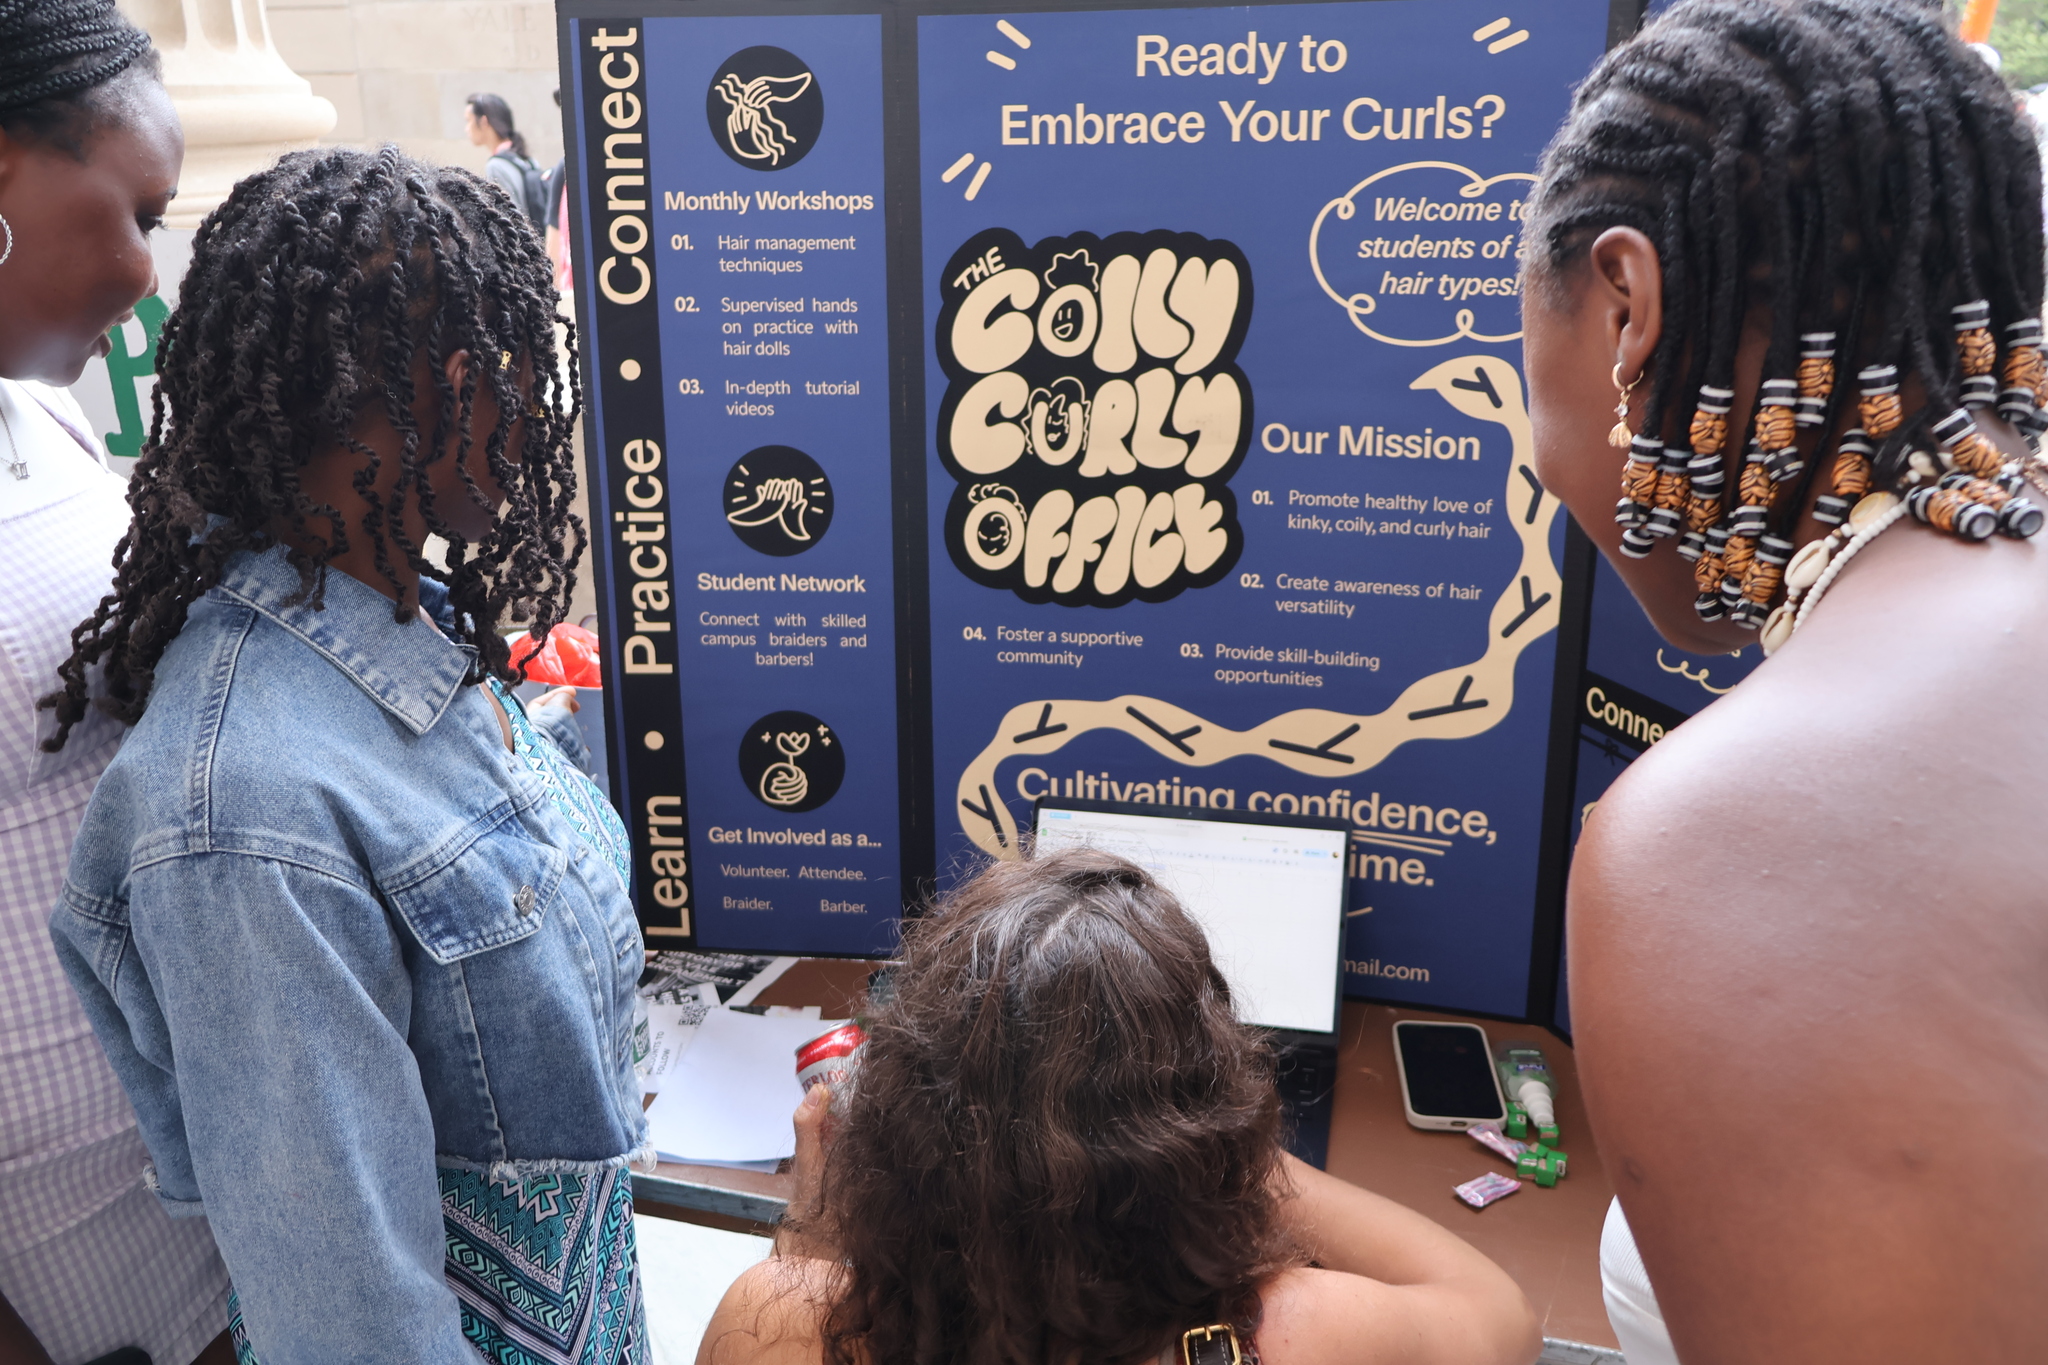 Learn • Practice • Connect
Monthly Workshops
01. Hair management
techniques
02. Supervised hands
on practice with
hair dolls
03. In-depth tutorial
videos
Student Network
Connect with skilled
campus braiders and
barbers!
Get Involved as a...
Volunteer. Attendee.
Braider. Barber.
Ready to
Embrace Your Curls?
Welcome to
students of a
hair types!
THE
COILY
CURLY
OFFICE
Our Mission
01. Promote healthy love of
kinky, coily, and curly hair
02. Create awareness of hair
versatility
03. Provide skill-building
opportunities
04. Foster a supportive
community
Cultivating confidence,
ime.
mail.com
Conne